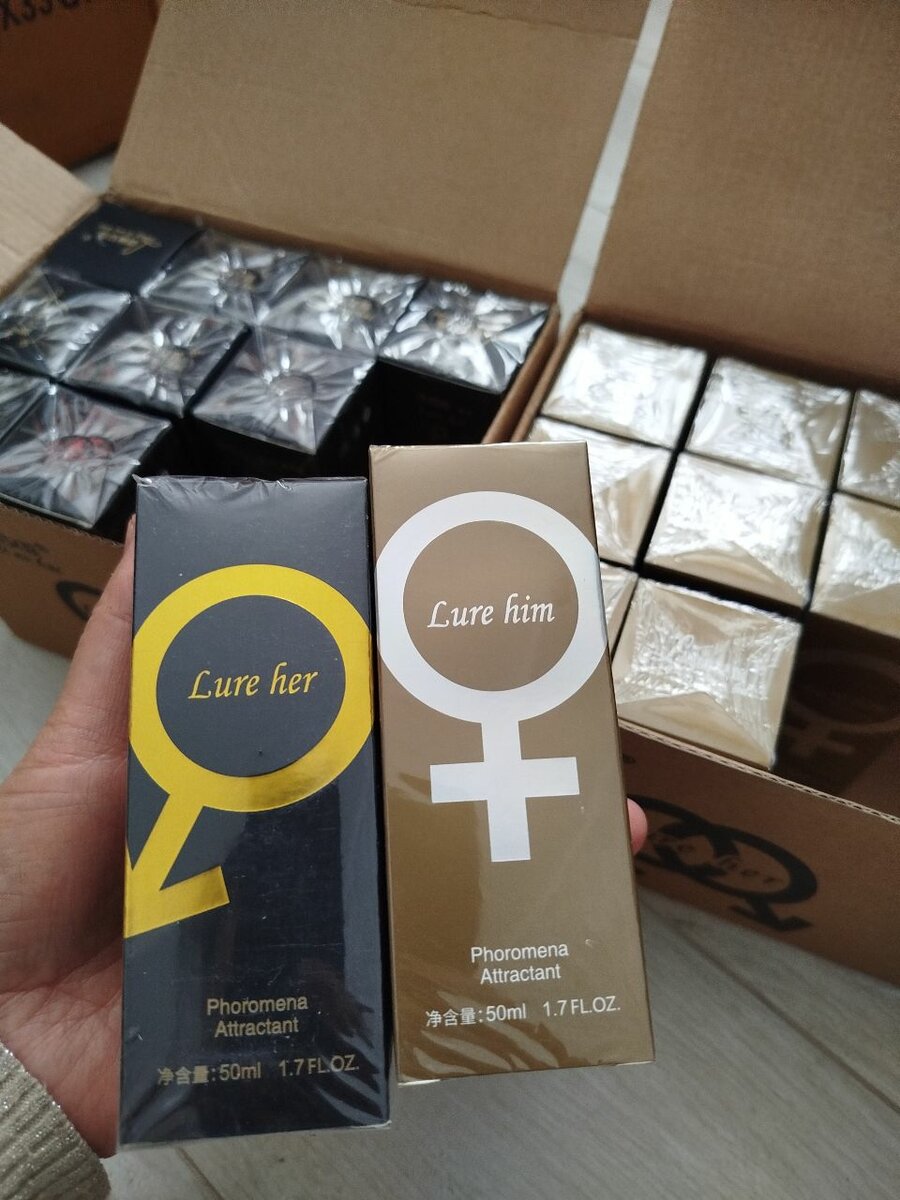 Lure her
Phoromena
Attractant
净含量:50ml 1.7 FL.OZ.
Lure him
Phoromena
Attractant
净含量:50ml 1.7 FL.OZ.